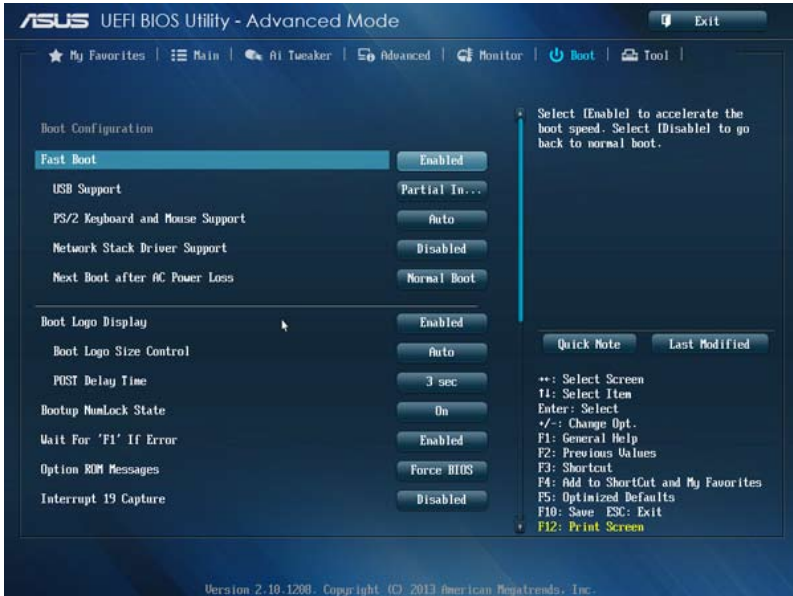 ASUS UEFI BIOS Utility - Advanced Mode
Exit
My Favorites | Main | Ai Tweaker | Advanced | Monitor | Boot | Tool |
Boot Configuration
Fast Boot Enabled
USB Support Partial In...
PS/2 Keyboard and Mouse Support Auto
Network Stack Driver Support Disabled
Next Boot after AC Power Loss Normal Boot
Boot Logo Display Enabled
Boot Logo Size Control Auto
POST Delay Time 3 sec
Bootup NumLock State On
Wait For 'F1' If Error Enabled
Option ROM Messages Force BIOS
Interrupt 19 Capture Disabled
Select [Enable] to accelerate the
boot speed. Select [Disable] to go
back to normal boot.
Quick Note Last Modified
→←: Select Screen
↑↓: Select Item
Enter: Select
+/-: Change Opt.
F1: General Help
F2: Previous Values
F3: Shortcut
F4: Add to ShortCut and My Favorites
F5: Optimized Defaults
F10: Save ESC: Exit
F12: Print Screen
Version 2.10.1208. Copyright (C) 2013 American Megatrends, Inc.